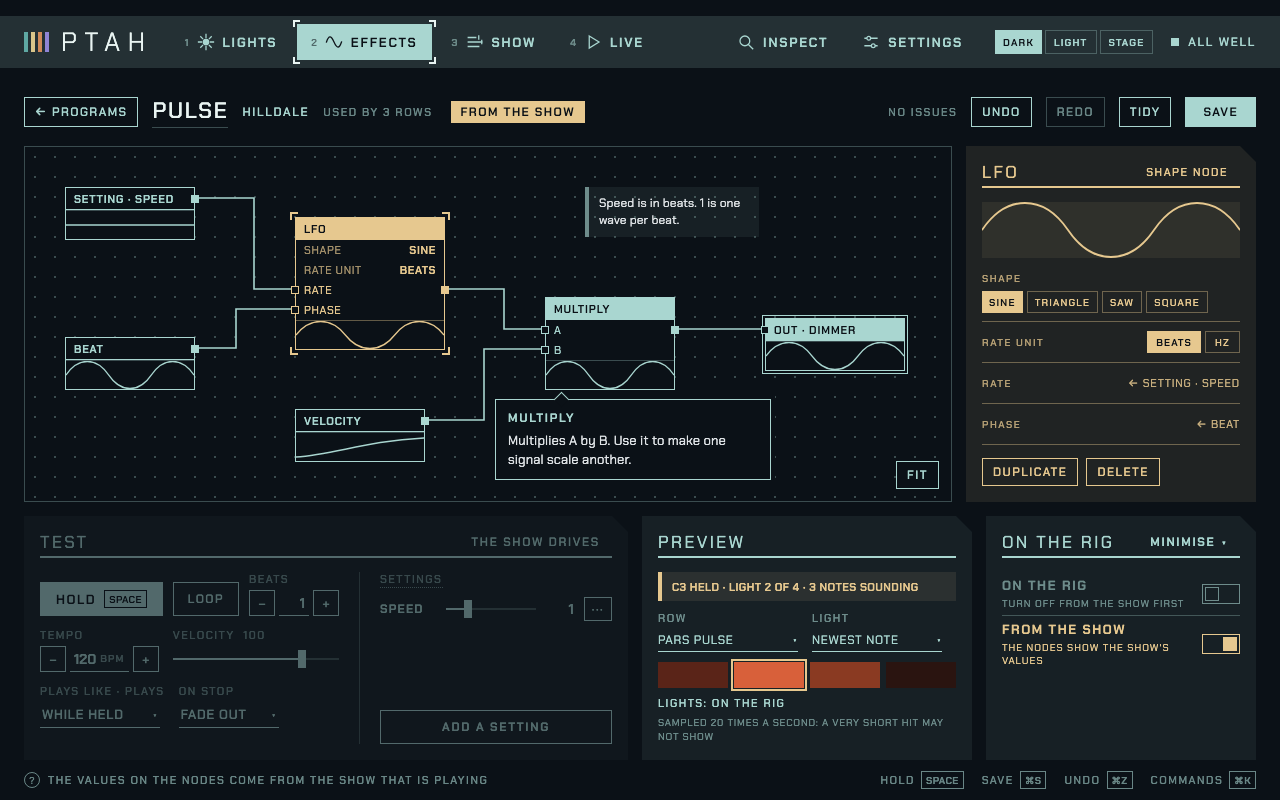 PTAH
1 LIGHTS
2 EFFECTS
3 SHOW
4 LIVE
INSPECT
SETTINGS
DARK LIGHT STAGE
ALL WELL
← PROGRAMS
PULSE
HILLDALE
USED BY 3 ROWS
FROM THE SHOW
NO ISSUES
UNDO
REDO
TIDY
SAVE
SETTING · SPEED
LFO
SHAPE SINE
RATE UNIT BEATS
RATE
PHASE
BEAT
VELOCITY
Speed is in beats. 1 is one
wave per beat.
MULTIPLY
A
B
OUT · DIMMER
MULTIPLY
Multiplies A by B. Use it to make one
signal scale another.
FIT
LFO
SHAPE NODE
SHAPE
SINE TRIANGLE SAW SQUARE
RATE UNIT BEATS HZ
RATE ← SETTING · SPEED
PHASE ← BEAT
DUPLICATE DELETE
TEST
THE SHOW DRIVES
HOLD SPACE
LOOP
BEATS
− 1 +
TEMPO
− 120 BPM +
VELOCITY 100
PLAYS LIKE · PLAYS
WHILE HELD
ON STOP
FADE OUT
SETTINGS
SPEED 1 ···
ADD A SETTING
PREVIEW
C3 HELD · LIGHT 2 OF 4 · 3 NOTES SOUNDING
ROW
PARS PULSE
LIGHT
NEWEST NOTE
LIGHTS: ON THE RIG
SAMPLED 20 TIMES A SECOND: A VERY SHORT HIT MAY
NOT SHOW
ON THE RIG
MINIMISE
ON THE RIG
TURN OFF FROM THE SHOW FIRST
FROM THE SHOW
THE NODES SHOW THE SHOW'S
VALUES
? THE VALUES ON THE NODES COME FROM THE SHOW THAT IS PLAYING
HOLD SPACE
SAVE ⌘S
UNDO ⌘Z
COMMANDS ⌘K